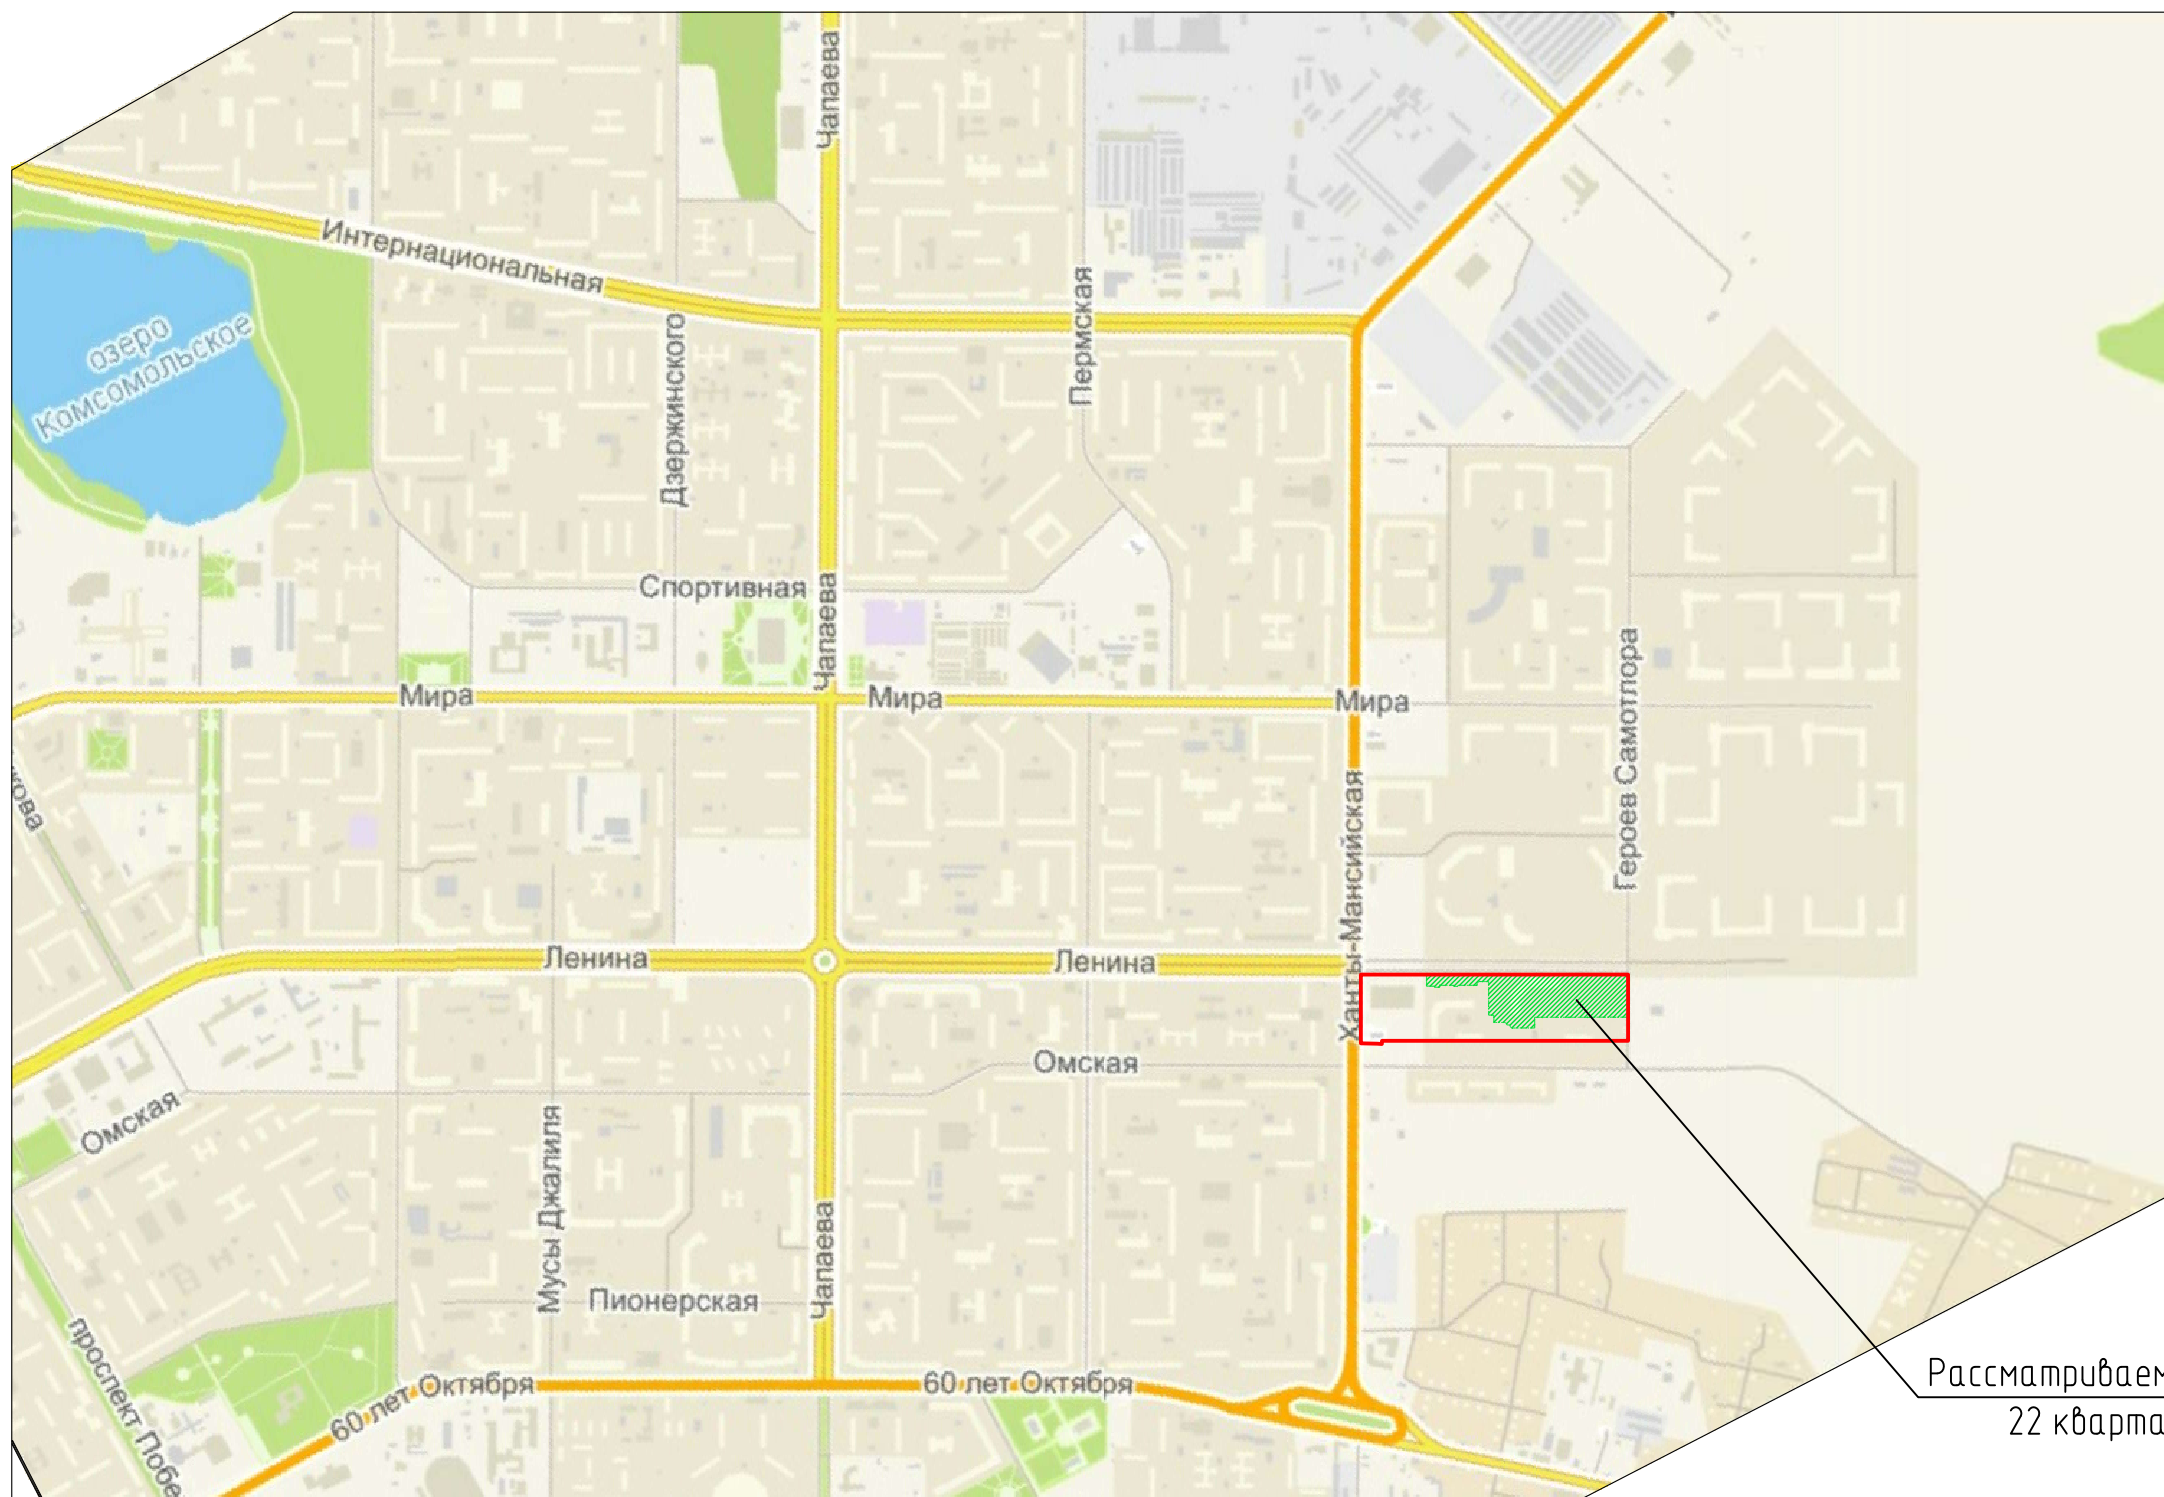 Чапаева
Интернациональная
озеро
Комсомольское
Дзержинского
Пермская
Спортивная
Чапаева
Мира
Мира
Мира
Героев Самотлора
Ханты-Мансийская
Ленина
Ленина
Омская
Омская
Мусы Джалиля
Чапаева
Пионерская
проспект Побе
60 лет Октября
60 лет Октября
Рассматриваем
22 кварта